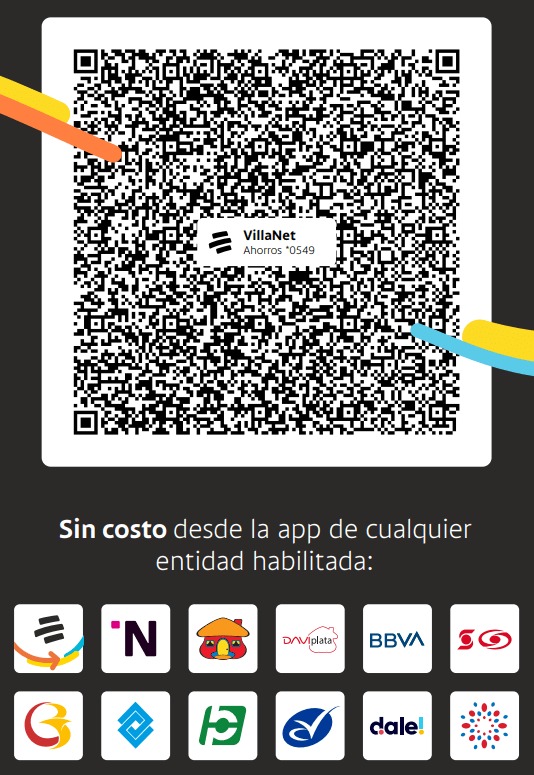 VillaNet
Ahorros *0549
Sin costo desde la app de cualquier
entidad habilitada:
N
DAVIplata
BBVA
dale!